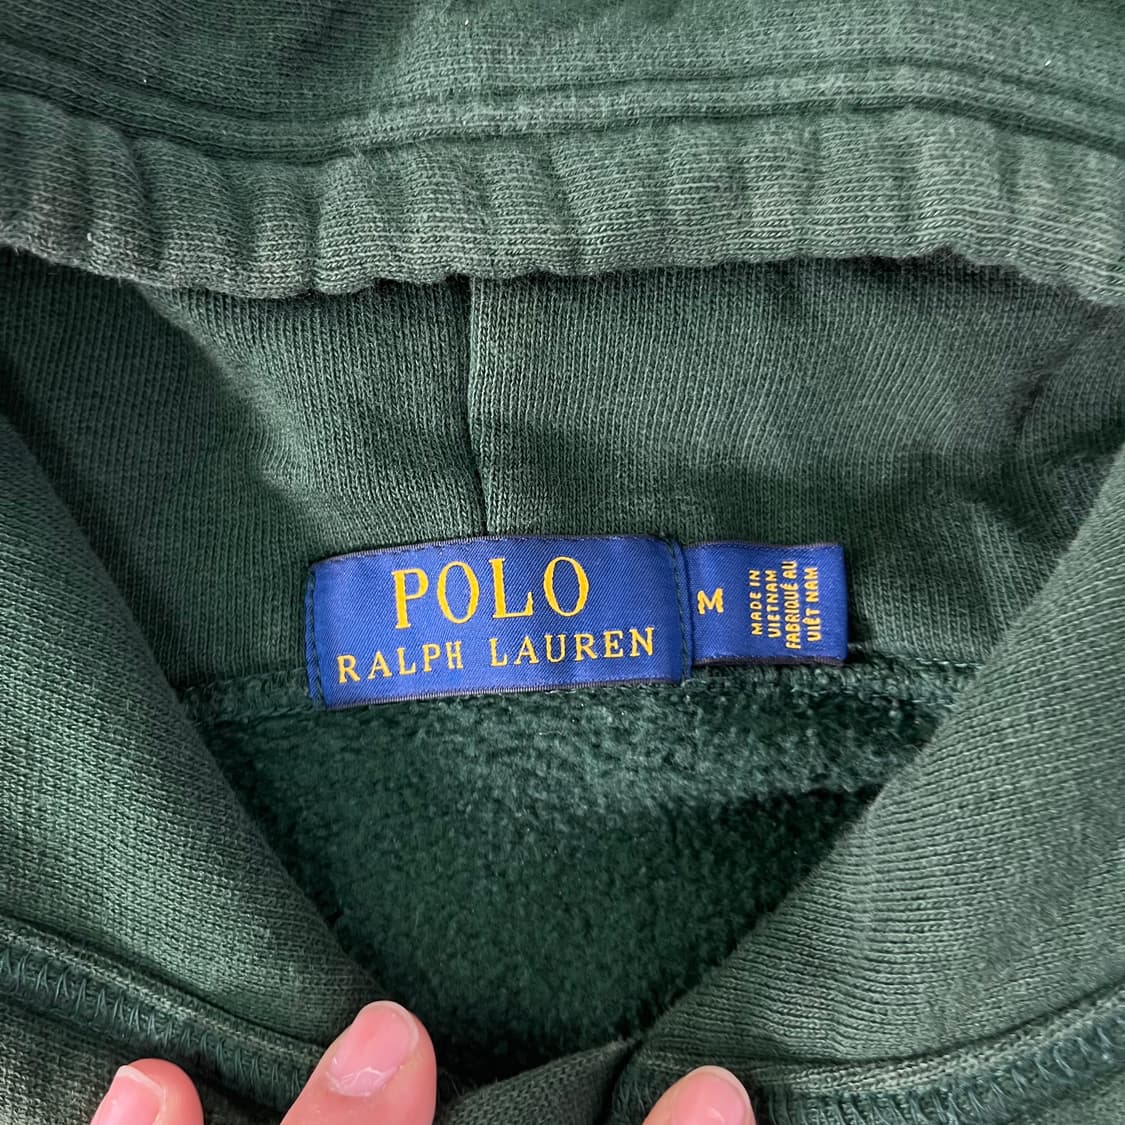 POLO
RALPH LAUREN
M
MADE IN
VIETNAM
FABRIQUÉ AU
VIÊT NAM